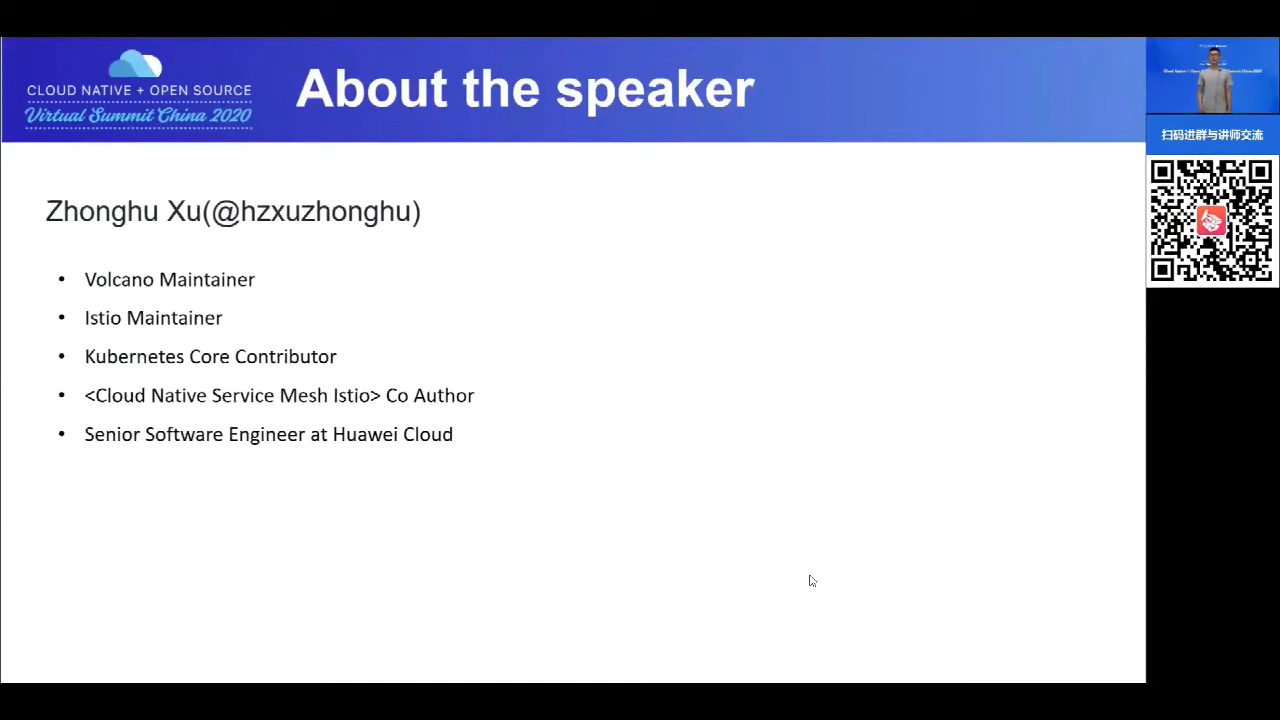 CLOUD NATIVE + OPEN SOURCE
Virtual Summit China 2020
About the speaker
Zhonghu Xu(@hzxuzhonghu)
• Volcano Maintainer
• Istio Maintainer
• Kubernetes Core Contributor
• <Cloud Native Service Mesh Istio> Co Author
• Senior Software Engineer at Huawei Cloud
扫码进群与讲师交流